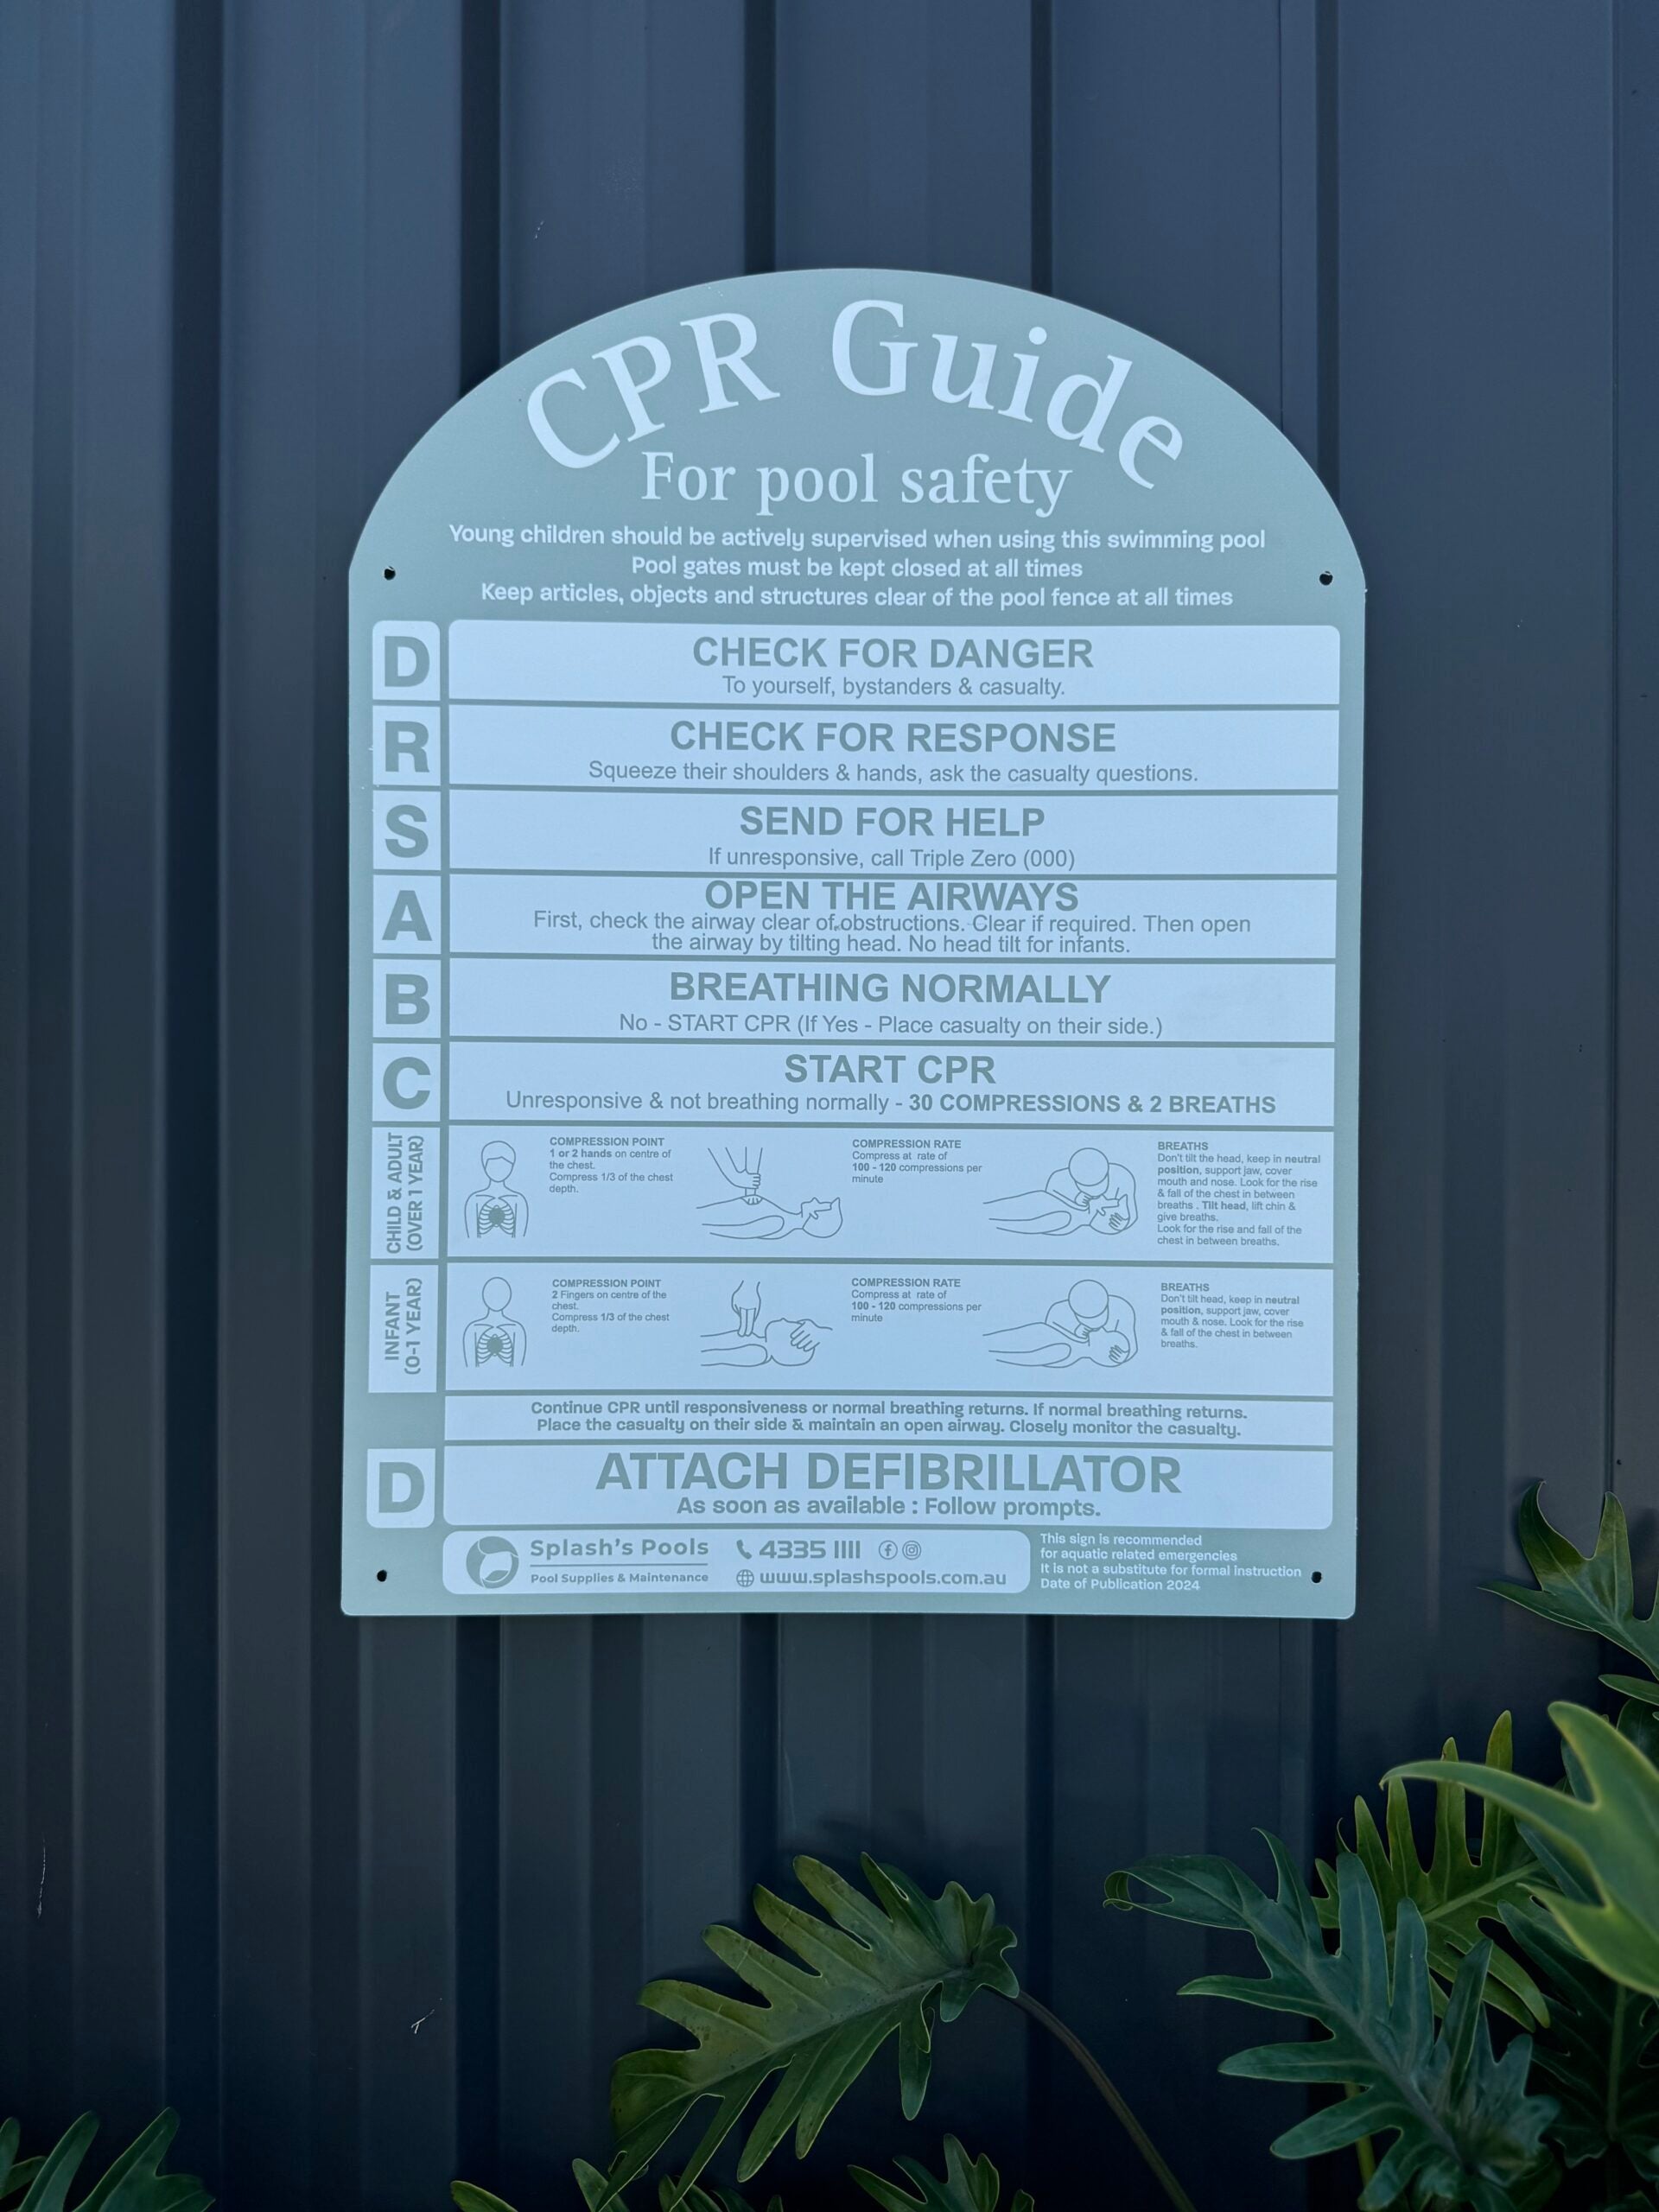 CPR Guide
For pool safety
Young children should be actively supervised when using this swimming pool
Pool gates must be kept closed at all times
Keep articles, objects and structures clear of the pool fence at all times
D
CHECK FOR DANGER
To yourself, bystanders & casualty.
R
CHECK FOR RESPONSE
Squeeze their shoulders & hands, ask the casualty questions.
S
SEND FOR HELP
If unresponsive, call Triple Zero (000)
A
OPEN THE AIRWAYS
First, check the airway clear of obstructions. Clear if required. Then open
the airway by tilting head. No head tilt for infants.
B
BREATHING NORMALLY
No - START CPR (If Yes - Place casualty on their side.)
C
START CPR
Unresponsive & not breathing normally - 30 COMPRESSIONS & 2 BREATHS
CHILD & ADULT
(OVER 1 YEAR)
COMPRESSION POINT
1 or 2 hands on centre of
the chest.
Compress 1/3 of the chest
depth.
COMPRESSION RATE
Compress at rate of
100 - 120 compressions per
minute
BREATHS
Don't tilt the head, keep in neutral
position, support jaw, cover
mouth and nose. Look for the rise
& fall of the chest in between
breaths . Tilt head, lift chin &
give breaths.
Look for the rise and fall of the
chest in between breaths.
INFANT
(0-1 YEAR)
COMPRESSION POINT
2 Fingers on centre of the
chest.
Compress 1/3 of the chest
depth.
COMPRESSION RATE
Compress at rate of
100 - 120 compressions per
minute
BREATHS
Don't tilt head, keep in neutral
position, support jaw, cover
mouth & nose. Look for the rise
& fall of the chest in between
breaths.
Continue CPR until responsiveness or normal breathing returns. If normal breathing returns.
Place the casualty on their side & maintain an open airway. Closely monitor the casualty.
D
ATTACH DEFIBRILLATOR
As soon as available : Follow prompts.
Splash's Pools
Pool Supplies & Maintenance
4335 1111
www.splashspools.com.au
This sign is recommended
for aquatic related emergencies
It is not a substitute for formal instruction
Date of Publication 2024